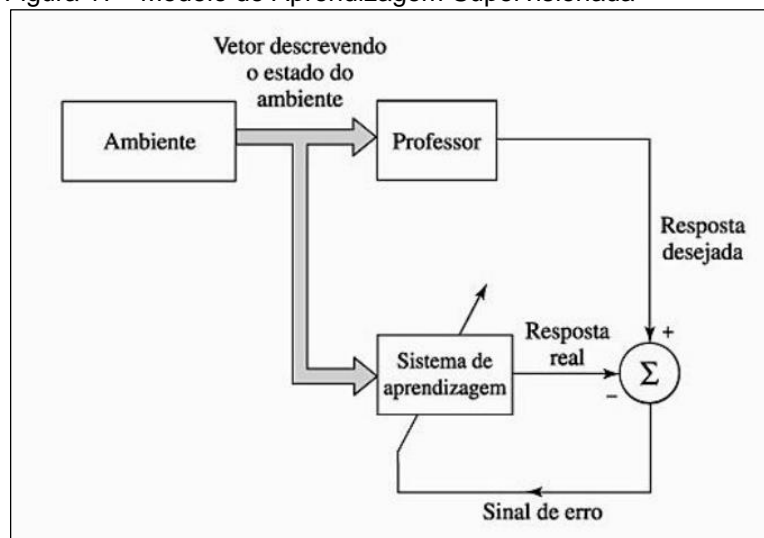 Vetor descrevendo
o estado do
ambiente
Ambiente
Professor
Resposta
desejada
Sistema de
aprendizagem
Resposta
real
+
Σ
−
Sinal de erro